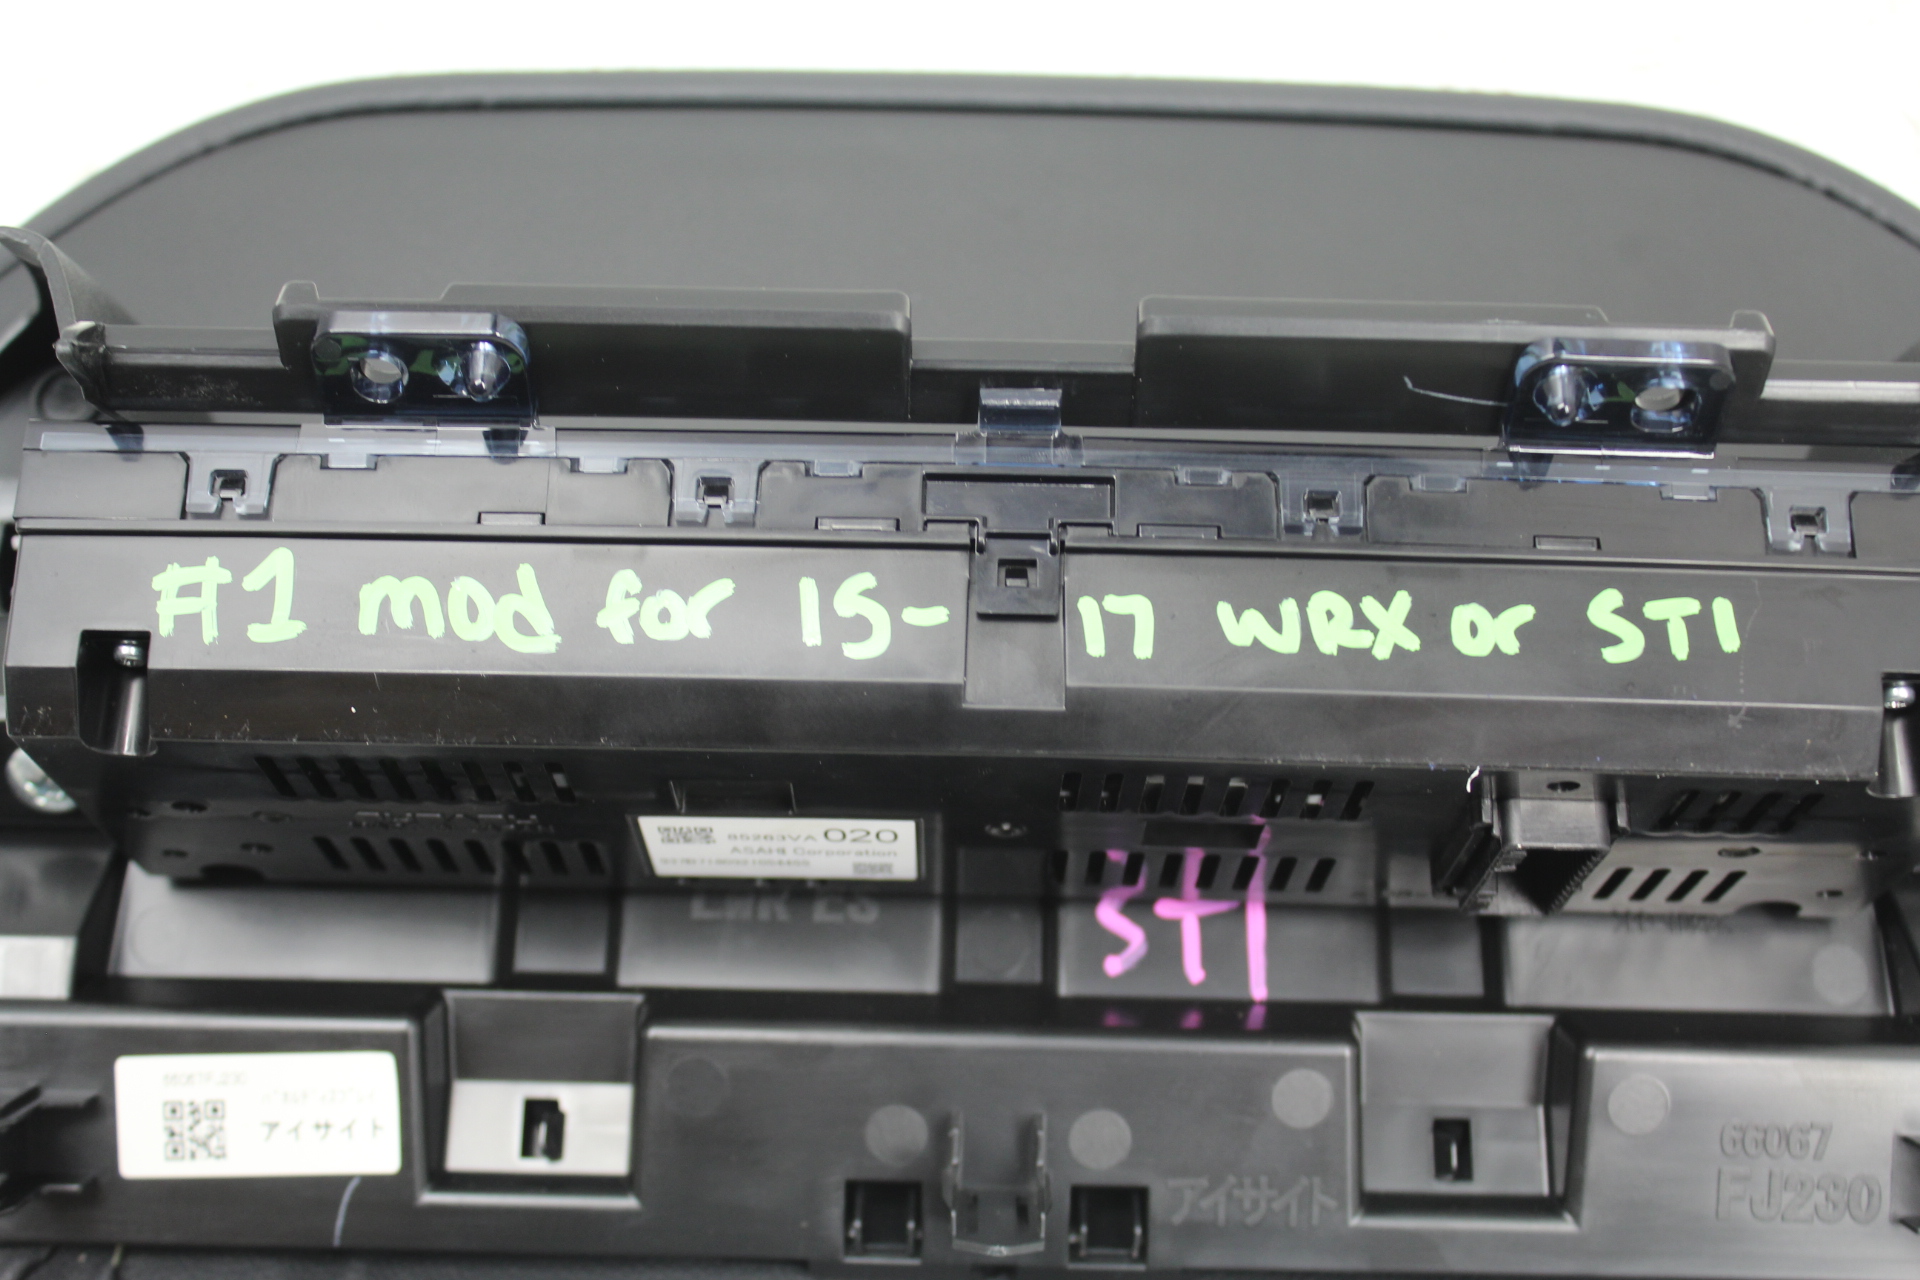 #1 mod for 15-17 WRX or STI
85263VA 020
ASAHI Corporation
STI
アイサイト
アイサイト
66067
FJ230